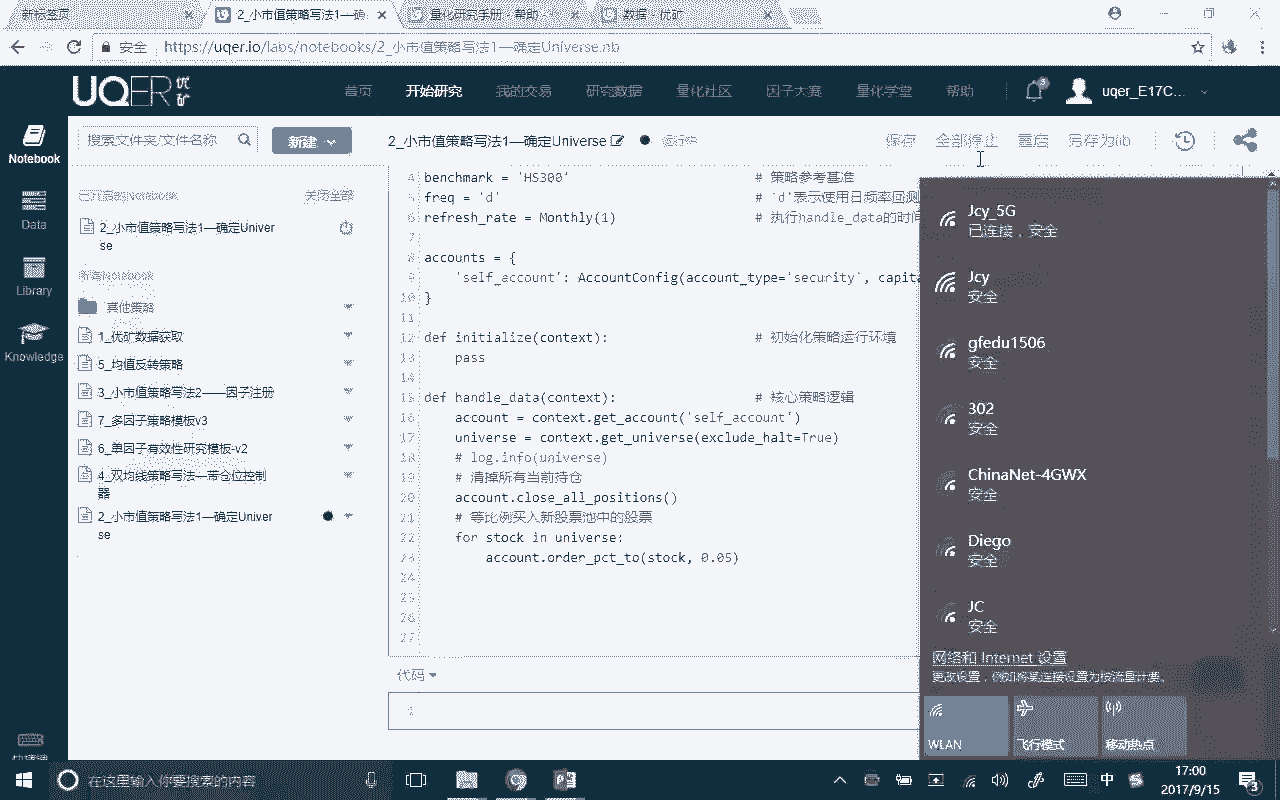 新标签页
2_小市值策略写法1—确
量化研究手册 - 帮助
数据 - 优矿
安全
https://uqer.io/labs/notebooks/2_小市值策略写法1—确定Universe.nb
UQER 优矿
首页
开始研究
我的交易
研究数据
量化社区
因子大赛
量化学堂
帮助
3
uqer_E17C...
Notebook
Data
Library
Knowledge
搜索文件夹/文件名称
新建
2_小市值策略写法1—确定Universe
运行中
保存
全部停止
重启
另存为lib
关闭全部
2_小市值策略写法1—确定Univer
se
所有Notebook
其他策略
1_优矿数据获取
5_均值反转策略
3_小市值策略写法2——因子注册
7_多因子策略模板v3
6_单因子有效性研究模板-v2
4_双均线策略写法—带仓位控制
器
2_小市值策略写法1—确定Univer
se
4 benchmark = 'HS300' # 策略参考基准
5 freq = 'd' # 'd'表示使用日频率回测
6 refresh_rate = Monthly(1) # 执行handle_data的时间
7
8 accounts = {
9 'self_account': AccountConfig(account_type='security', capita
10 }
11
12 def initialize(context): # 初始化策略运行环境
13 pass
14
15 def handle_data(context): # 核心策略逻辑
16 account = context.get_account('self_account')
17 universe = context.get_universe(exclude_halt=True)
18 # log.info(universe)
19 # 清掉所有当前持仓
20 account.close_all_positions()
21 # 等比例买入新股票池中的股票
22 for stock in universe:
23 account.order_pct_to(stock, 0.05)
24
25
26
27
代码
Jcy_5G
已连接，安全
Jcy
安全
gfedu1506
安全
302
安全
ChinaNet-4GWX
安全
Diego
安全
JC
安全
网络和 Internet 设置
更改设置，例如将某连接设置为按流量计费。
WLAN
飞行模式
移动热点
在这里输入你要搜索的内容
中
17:00
2017/9/15
3